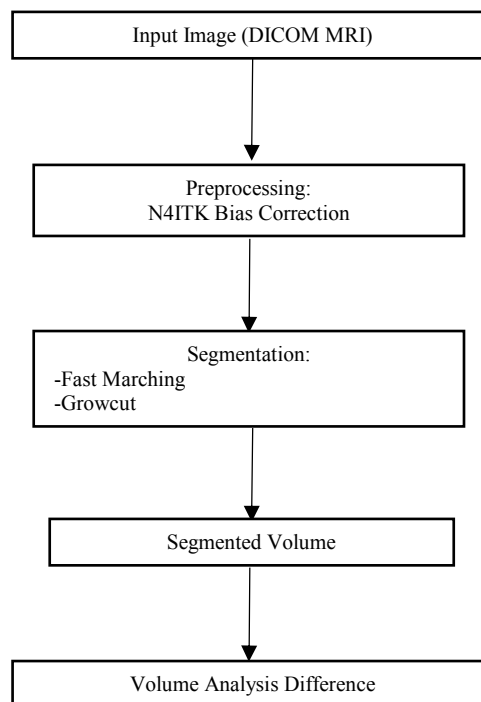 Input Image (DICOM MRI)
Preprocessing:
N4ITK Bias Correction
Segmentation:
-Fast Marching
-Growcut
Segmented Volume
Volume Analysis Difference